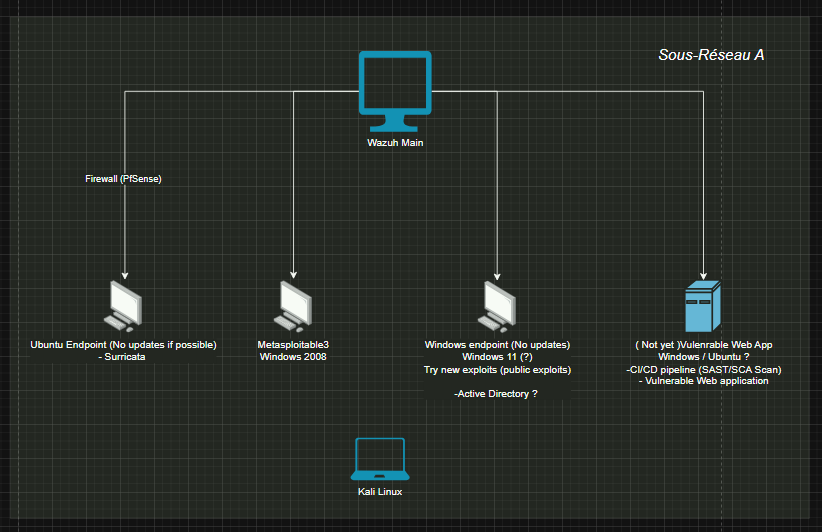 Sous-Réseau A
Wazuh Main
Firewall (PfSense)
Ubuntu Endpoint (No updates if possible)
- Surricata
Metasploitable3
Windows 2008
Windows endpoint (No updates)
Windows 11 (?)
Try new exploits (public exploits)
-Active Directory ?
( Not yet )Vulenrable Web App
Windows / Ubuntu ?
-CI/CD pipeline (SAST/SCA Scan)
- Vulnerable Web application
Kali Linux